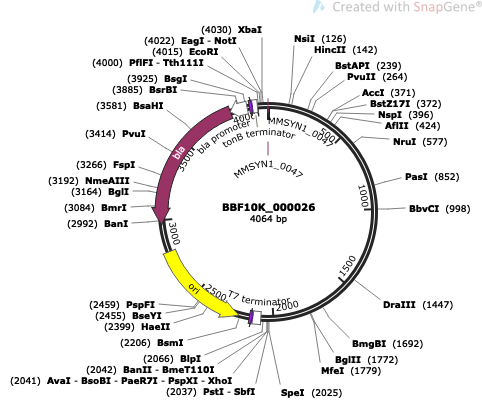 Created with SnapGene®
(4030) XbaI
(4022) EagI - NotI
(4015) EcoRI
(4000) PflFI - Tth111I
(3925) BsgI
(3885) BsrBI
(3581) BsaHI
(3414) PvuI
(3266) FspI
(3192) NmeAIII
(3164) BglI
(3084) BmrI
(2992) BanI
(2459) PspFI
(2455) BseYI
(2399) HaeII
(2206) BsmI
(2066) BlpI
(2042) BanII - BmeT110I
(2041) AvaI - BsoBI - PaeR7I - PspXI - XhoI
(2037) PstI - SbfI
NsiI (126)
HincII (142)
BstAPI (239)
PvuII (264)
AccI (371)
BstZ17I (372)
NspI (396)
AflII (424)
NruI (577)
PasI (852)
BbvCI (998)
DraIII (1447)
BmgBI (1692)
BglII (1772)
MfeI (1779)
SpeI (2025)
MMSYN1_0047
bla promoter
tonB terminator
MMSYN1_0047
bla
BBF10K_000026
4064 bp
ori
T7 terminator
500
1000
1500
2000
2500
3000
3500
4000